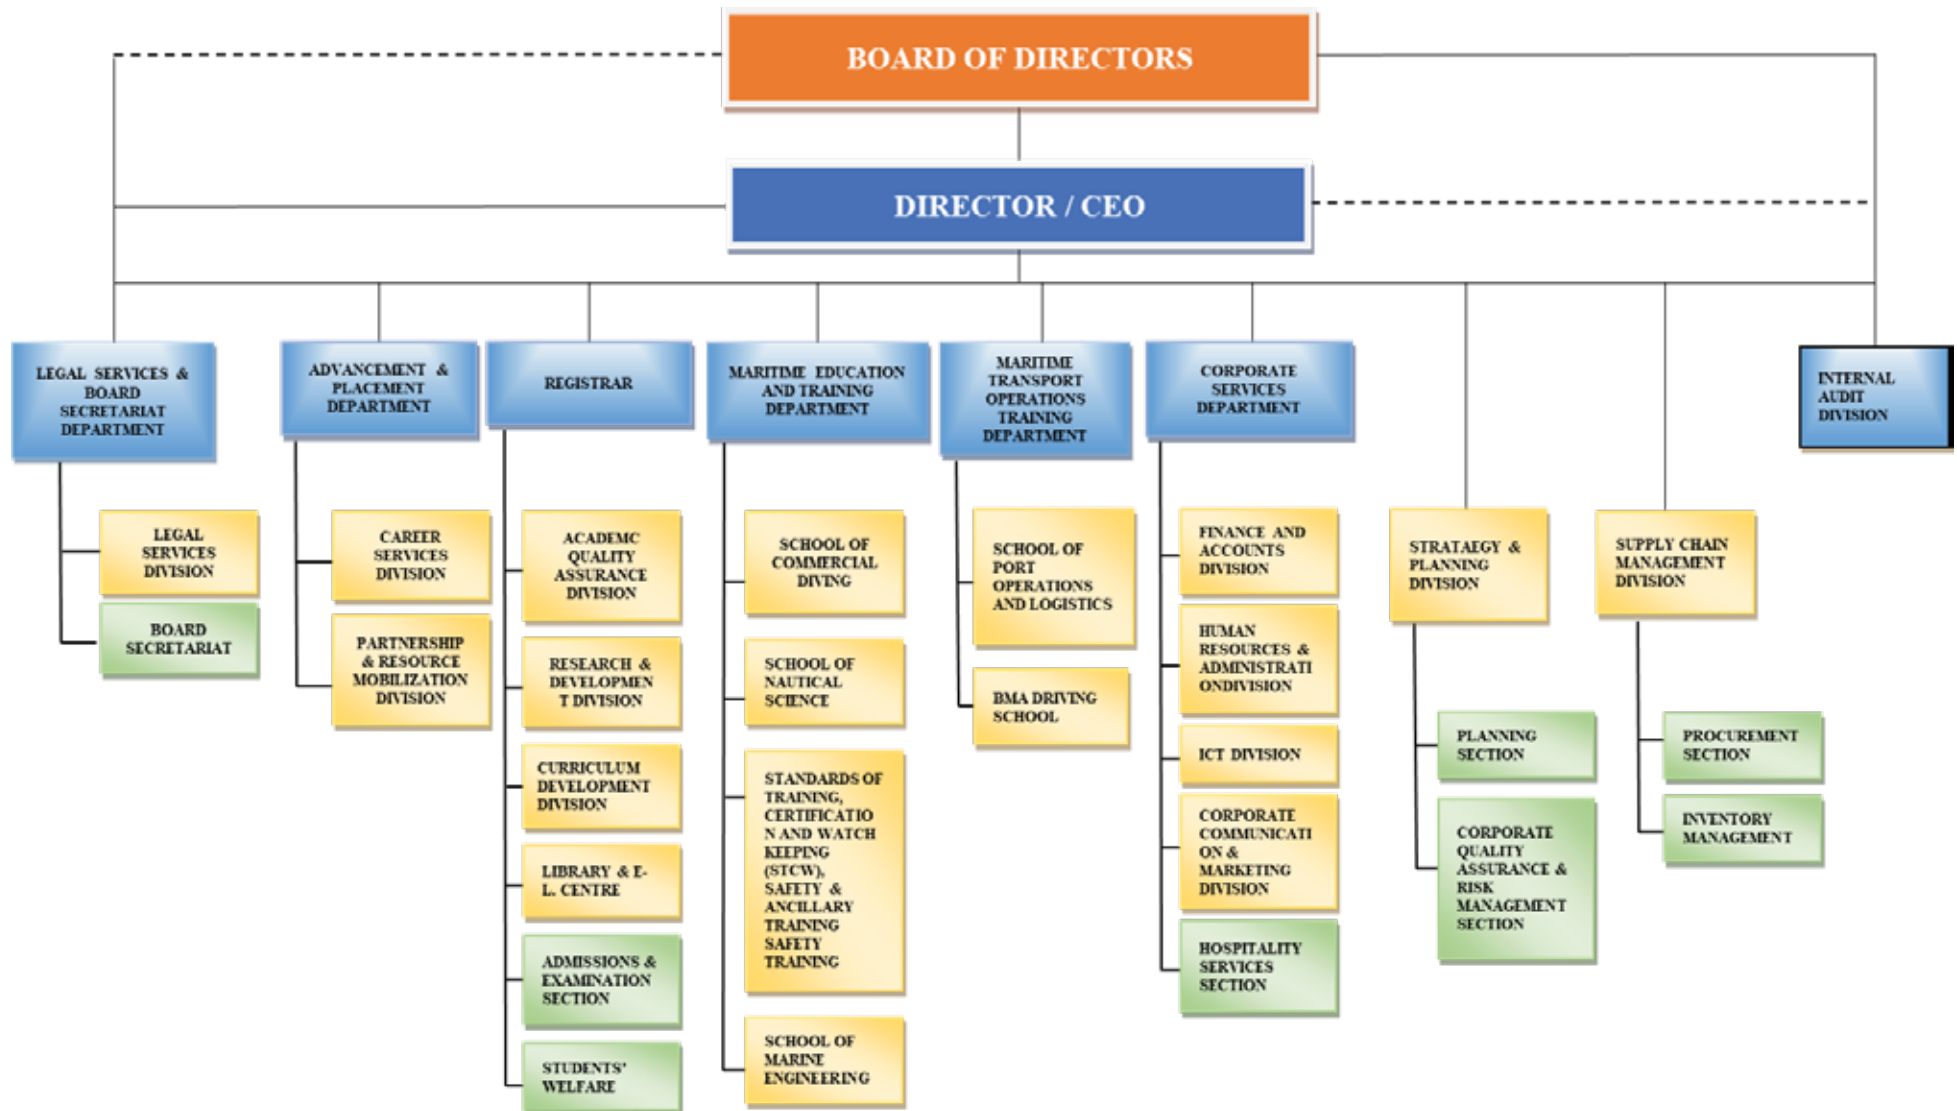 BOARD OF DIRECTORS
DIRECTOR / CEO
LEGAL SERVICES &
BOARD
SECRETARIAT
DEPARTMENT
ADVANCEMENT &
PLACEMENT
DEPARTMENT
REGISTRAR
MARITIME EDUCATION
AND TRAINING
DEPARTMENT
MARITIME
TRANSPORT
OPERATIONS
TRAINING
DEPARTMENT
CORPORATE
SERVICES
DEPARTMENT
INTERNAL
AUDIT
DIVISION
LEGAL
SERVICES
DIVISION
BOARD
SECRETARIAT
CAREER
SERVICES
DIVISION
PARTNERSHIP
& RESOURCE
MOBILIZATION
DIVISION
ACADEMC
QUALITY
ASSURANCE
DIVISION
RESEARCH &
DEVELOPMEN
T DIVISION
CURRICULUM
DEVELOPMENT
DIVISION
LIBRARY & E-
L. CENTRE
ADMISSIONS &
EXAMINATION
SECTION
STUDENTS’
WELFARE
SCHOOL OF
COMMERCIAL
DIVING
SCHOOL OF
NAUTICAL
SCIENCE
STANDARDS OF
TRAINING,
CERTIFICATIO
N AND WATCH
KEEPING
(STCW),
SAFETY &
ANCILLARY
TRAINING
SAFETY
TRAINING
SCHOOL OF
MARINE
ENGINEERING
SCHOOL OF
PORT
OPERATIONS
AND LOGISTICS
BMA DRIVING
SCHOOL
FINANCE AND
ACCOUNTS
DIVISION
HUMAN
RESOURCES &
ADMINISTRATI
ONDIVISION
ICT DIVISION
CORPORATE
COMMUNICATI
ON &
MARKETING
DIVISION
HOSPITALITY
SERVICES
SECTION
STRATAEGY &
PLANNING
DIVISION
PLANNING
SECTION
CORPORATE
QUALITY
ASSURANCE &
RISK
MANAGEMENT
SECTION
SUPPLY CHAIN
MANAGEMENT
DIVISION
PROCUREMENT
SECTION
INVENTORY
MANAGEMENT